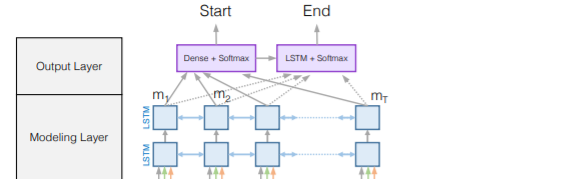 Start End
Output Layer
Dense + Softmax
LSTM + Softmax
m1 m2 mT
LSTM
Modeling Layer
LSTM